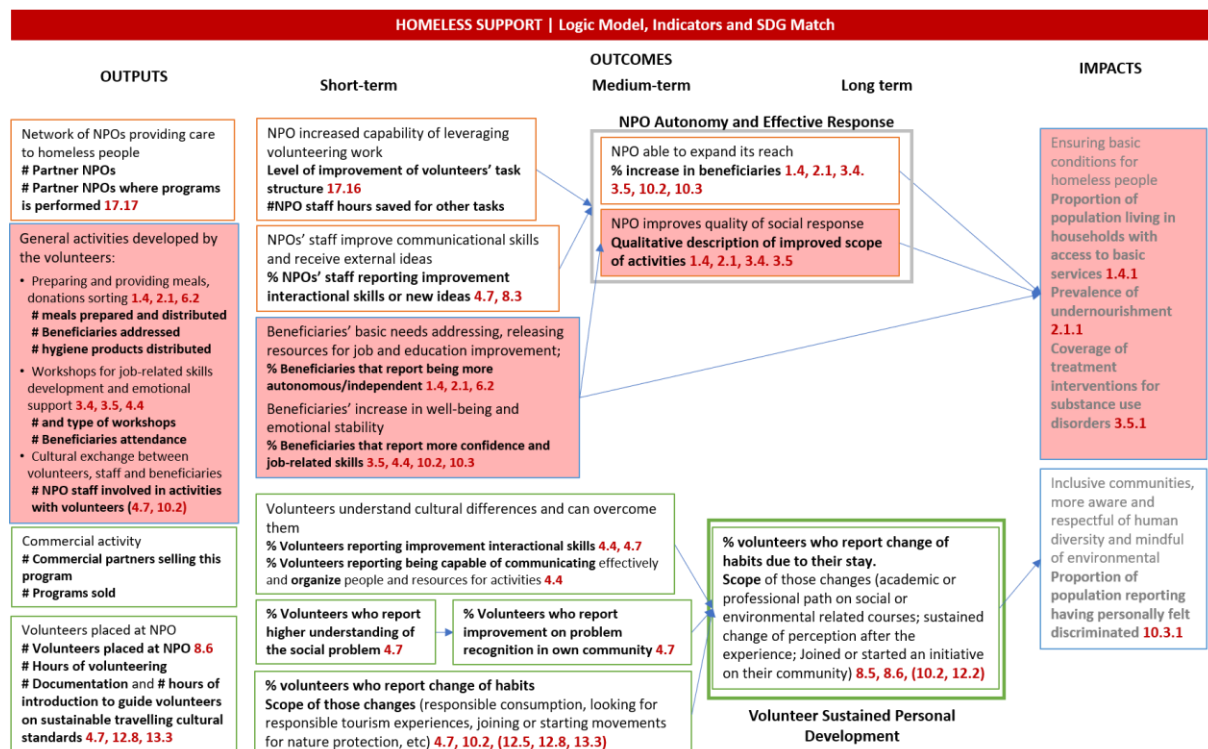 HOMELESS SUPPORT | Logic Model, Indicators and SDG Match
OUTPUTS
OUTCOMES
Short-term
Medium-term
Long term
IMPACTS
Network of NPOs providing care
to homeless people
# Partner NPOs
# Partner NPOs where programs
is performed 17.17
General activities developed by
the volunteers:
• Preparing and providing meals,
donations sorting 1.4, 2.1, 6.2
# meals prepared and distributed
# Beneficiaries addressed
# hygiene products distributed
• Workshops for job-related skills
development and emotional
support 3.4, 3.5, 4.4
# and type of workshops
# Beneficiaries attendance
• Cultural exchange between
volunteers, staff and beneficiaries
# NPO staff involved in activities
with volunteers (4.7, 10.2)
Commercial activity
# Commercial partners selling this
program
# Programs sold
Volunteers placed at NPO
# Volunteers placed at NPO 8.6
# Hours of volunteering
# Documentation and # hours of
introduction to guide volunteers
on sustainable travelling cultural
standards 4.7, 12.8, 13.3
NPO increased capability of leveraging
volunteering work
Level of improvement of volunteers' task
structure 17.16
#NPO staff hours saved for other tasks
NPOs' staff improve communicational skills
and receive external ideas
% NPOs' staff reporting improvement
interactional skills or new ideas 4.7, 8.3
Beneficiaries' basic needs addressing, releasing
resources for job and education improvement;
% Beneficiaries that report being more
autonomous/independent 1.4, 2.1, 6.2
Beneficiaries' increase in well-being and
emotional stability
% Beneficiaries that report more confidence and
job-related skills 3.5, 4.4, 10.2, 10.3
Volunteers understand cultural differences and can overcome
them
% Volunteers reporting improvement interactional skills 4.4, 4.7
% Volunteers reporting being capable of communicating effectively
and organize people and resources for activities 4.4
% Volunteers who report
higher understanding of
the social problem 4.7
% Volunteers who report
improvement on problem
recognition in own community 4.7
% volunteers who report change of habits
Scope of those changes (responsible consumption, looking for
responsible tourism experiences, joining or starting movements
for nature protection, etc) 4.7, 10.2, (12.5, 12.8, 13.3)
NPO Autonomy and Effective Response
NPO able to expand its reach
% increase in beneficiaries 1.4, 2.1, 3.4.
3.5, 10.2, 10.3
NPO improves quality of social response
Qualitative description of improved scope
of activities 1.4, 2.1, 3.4. 3.5
% volunteers who report change of
habits due to their stay.
Scope of those changes (academic or
professional path on social or
environmental related courses; sustained
change of perception after the
experience; Joined or started an initiative
on their community) 8.5, 8.6, (10.2, 12.2)
Volunteer Sustained Personal
Development
Ensuring basic
conditions for
homeless people
Proportion of
population living in
households with
access to basic
services 1.4.1
Prevalence of
undernourishment
2.1.1
Coverage of
treatment
interventions for
substance use
disorders 3.5.1
Inclusive communities,
more aware and
respectful of human
diversity and mindful
of environmental
Proportion of
population reporting
having personally felt
discriminated 10.3.1